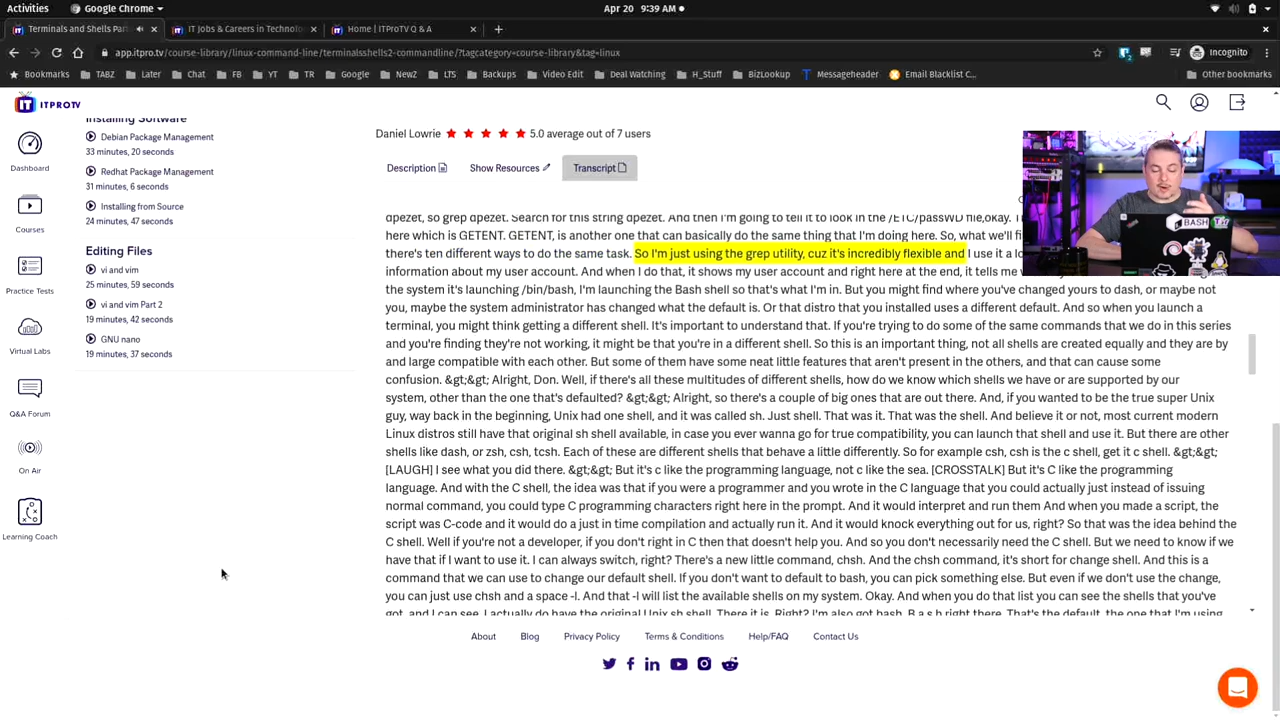 Activities
Google Chrome
Apr 20 9:39 AM
Terminals and Shells Par
IT Jobs & Careers in Technolo
Home | ITProTV Q & A
app.itpro.tv/course-library/linux-command-line/terminalsshells2-commandline/?tagcategory=course-library&tag=linux
Incognito
Bookmarks
TABZ
Later
Chat
FB
YT
TR
Google
NewZ
LTS
Backups
Video Edit
Deal Watching
H_Stuff
BizLookup
Messageheader
Email Blacklist C...
Other bookmarks
IT ITPROTV
Dashboard
Courses
Practice Tests
Virtual Labs
Q&A Forum
On Air
Learning Coach
Installing Software
Debian Package Management
33 minutes, 20 seconds
Redhat Package Management
31 minutes, 6 seconds
Installing from Source
24 minutes, 47 seconds
Editing Files
vi and vim
25 minutes, 59 seconds
vi and vim Part 2
19 minutes, 42 seconds
GNU nano
19 minutes, 37 seconds
Daniel Lowrie ★ ★ ★ ★ ★ 5.0 average out of 7 users
Description
Show Resources
Transcript
dpezet, so grep dpezet. Search for this string dpezet. And then I'm going to tell it to look in the /ETC/passWD file,okay.
here which is GETENT. GETENT, is another one that can basically do the same thing that I'm doing here. So, what we'll fi
there's ten different ways to do the same task. So I'm just using the grep utility, cuz it's incredibly flexible and I use it a lo
information about my user account. And when I do that, it shows my user account and right here at the end, it tells me
the system it's launching /bin/bash, I'm launching the Bash shell so that's what I'm in. But you might find where you've changed yours to dash, or maybe not
you, maybe the system administrator has changed what the default is. Or that distro that you installed uses a different default. And so when you launch a
terminal, you might think getting a different shell. It's important to understand that. If you're trying to do some of the same commands that we do in this series
and you're finding they're not working, it might be that you're in a different shell. So this is an important thing, not all shells are created equally and they are by
and large compatible with each other. But some of them have some neat little features that aren't present in the others, and that can cause some
confusion. &gt;&gt; Alright, Don. Well, if there's all these multitudes of different shells, how do we know which shells we have or are supported by our
system, other than the one that's defaulted? &gt;&gt; Alright, so there's a couple of big ones that are out there. And, if you wanted to be the true super Unix
guy, way back in the beginning, Unix had one shell, and it was called sh. Just shell. That was it. That was the shell. And believe it or not, most current modern
Linux distros still have that original sh shell available, in case you ever wanna go for true compatibility, you can launch that shell and use it. But there are other
shells like dash, or zsh, csh, tcsh. Each of these are different shells that behave a little differently. So for example csh, csh is the c shell, get it c shell. &gt;&gt;
[LAUGH] I see what you did there. &gt;&gt; But it's c like the programming language, not c like the sea. [CROSSTALK] But it's C like the programming
language. And with the C shell, the idea was that if you were a programmer and you wrote in the C language that you could actually just instead of issuing
normal command, you could type C programming characters right here in the prompt. And it would interpret and run them And when you made a script, the
script was C-code and it would do a just in time compilation and actually run it. And it would knock everything out for us, right? So that was the idea behind the
C shell. Well if you're not a developer, if you don't right in C then that doesn't help you. And so you don't necessarily need the C shell. But we need to know if we
have that if I want to use it. I can always switch, right? There's a new little command, chsh. And the chsh command, it's short for change shell. And this is a
command that we can use to change our default shell. If you don't want to default to bash, you can pick something else. But even if we don't use the change,
you can just use chsh and a space -l. And that -l will list the available shells on my system. Okay. And when you do that list you can see the shells that you've
got, and I can see, I actually do have the original Unix sh shell. There it is. Right? I'm also got bash. B a s h right there. That's the default, the one that I'm using
BASH
About
Blog
Privacy Policy
Terms & Conditions
Help/FAQ
Contact Us